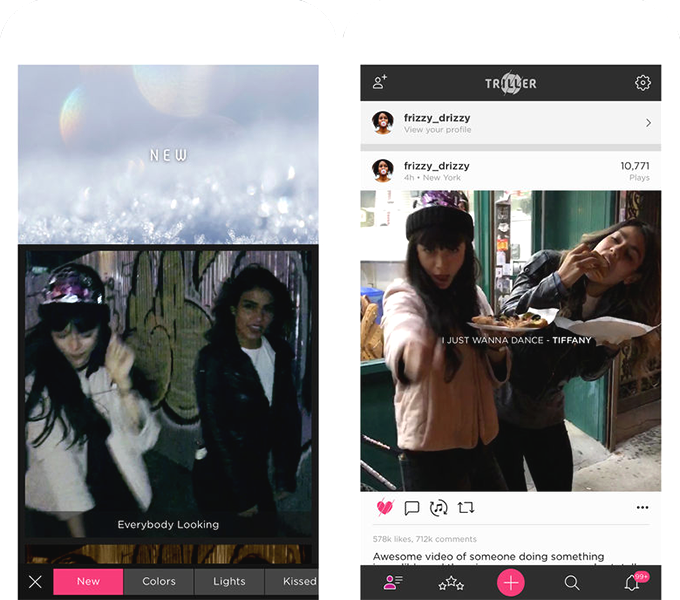 NEW
Everybody Looking
New
Colors
Lights
Kissed
TRILLER
frizzy_drizzy
View your profile
frizzy_drizzy
10,771
4h • New York
Plays
I JUST WANNA DANCE - TIFFANY
578k likes, 712k comments
Awesome video of someone doing something
99+